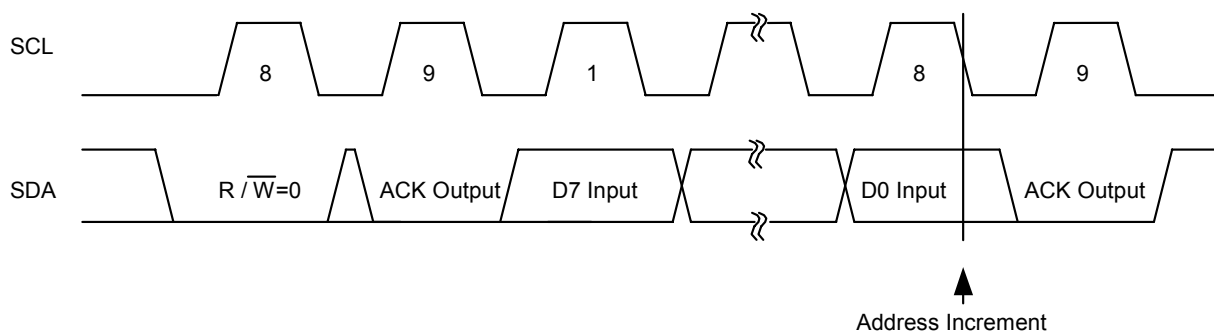 SCL
8
9
1
8
9
SDA
R / W̅=0
ACK Output
D7 Input
D0 Input
ACK Output
Address Increment